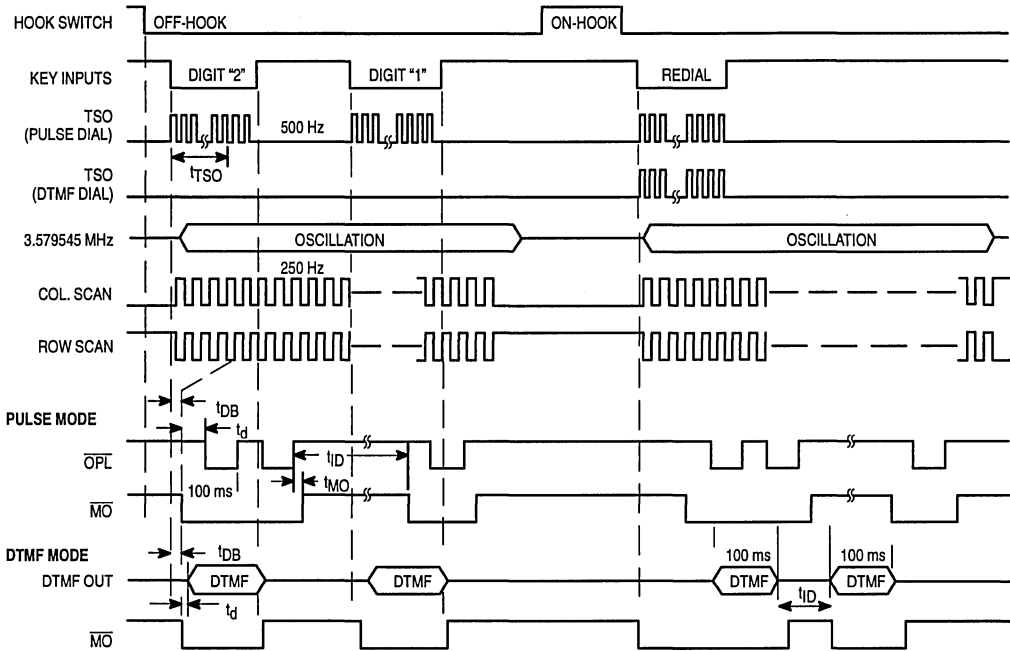 HOOK SWITCH
OFF-HOOK
ON-HOOK
KEY INPUTS
DIGIT “2”
DIGIT “1”
REDIAL
TSO
(PULSE DIAL)
500 Hz
tTSO
TSO
(DTMF DIAL)
3.579545 MHz
OSCILLATION
OSCILLATION
250 Hz
COL. SCAN
ROW SCAN
tDB
PULSE MODE
td
OPL
tID
100 ms
tMO
MO
DTMF MODE
tDB
100 ms
100 ms
DTMF OUT
DTMF
DTMF
DTMF
DTMF
td
tID
MO